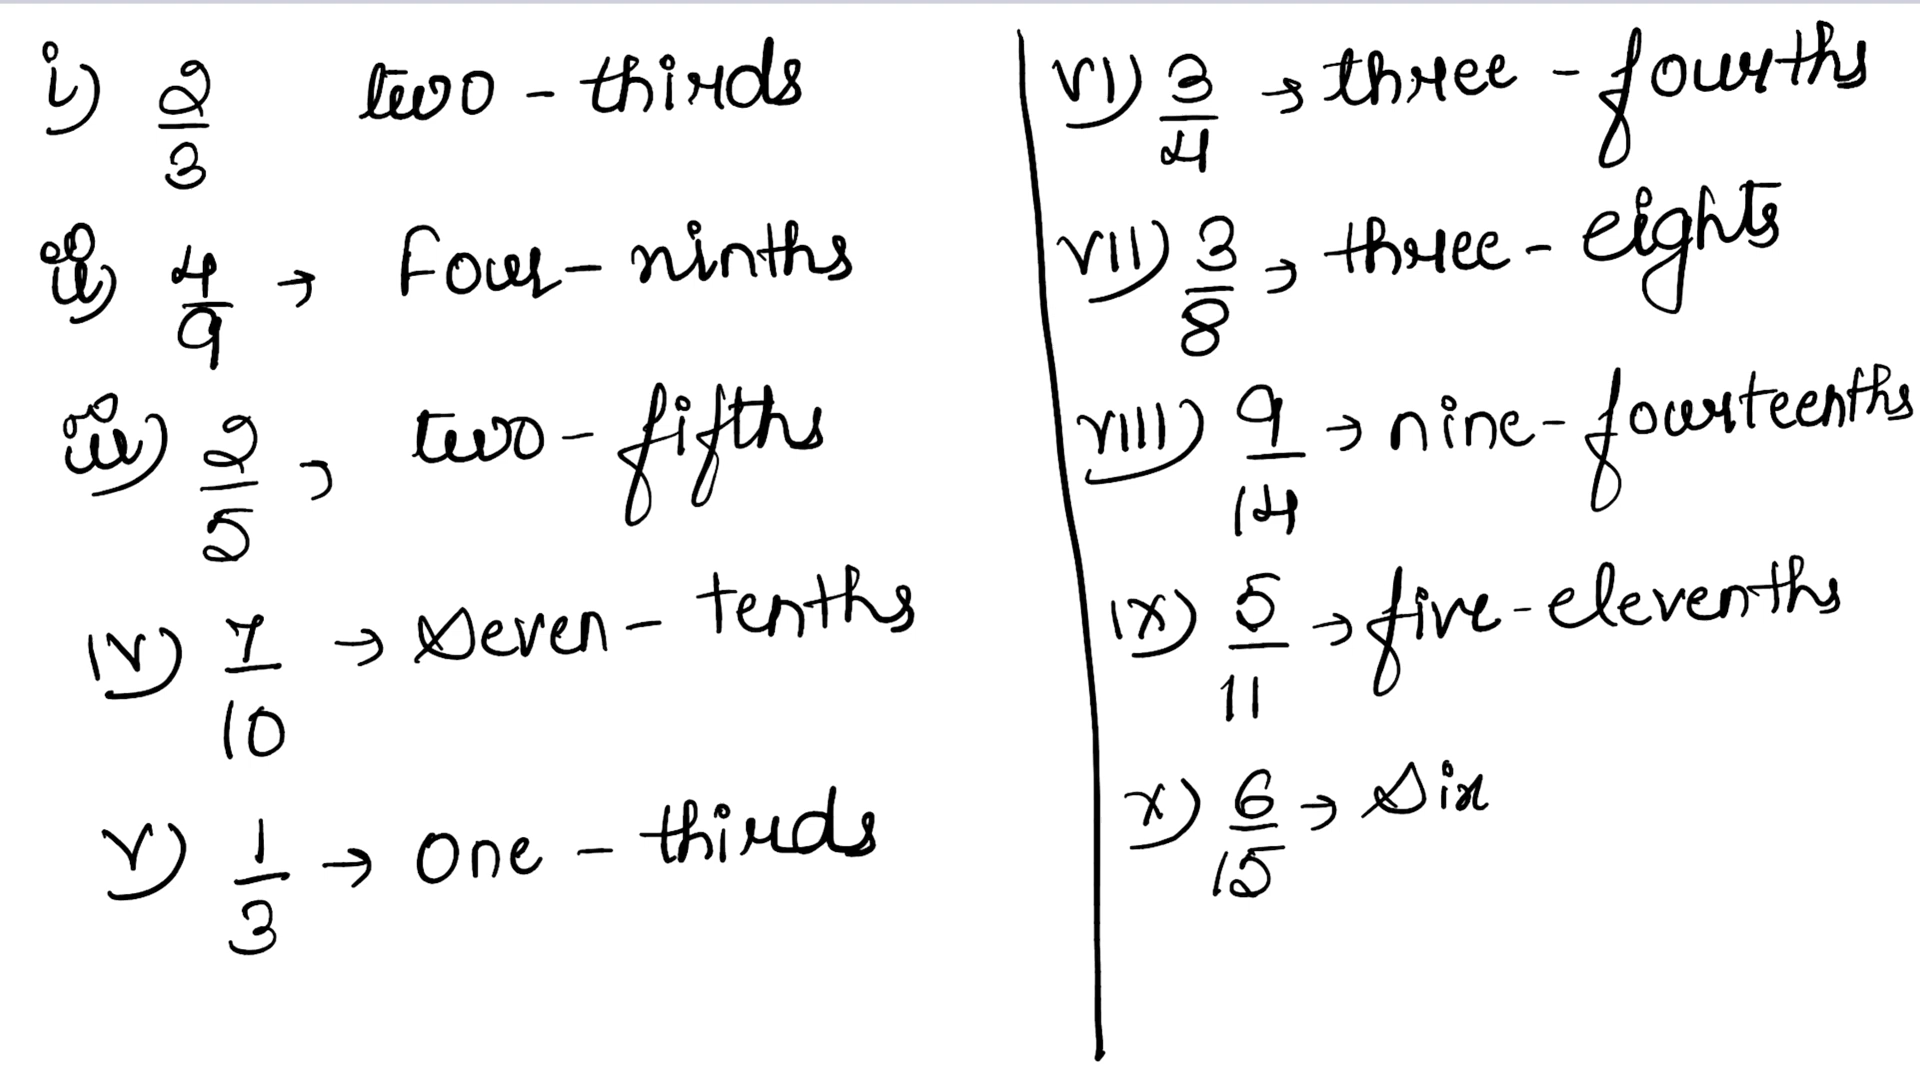 i) 2/3 two - thirds
ii) 4/9 → Four - ninths
iii) 2/5 → two - fifths
iv) 7/10 → Seven - tenths
v) 1/3 → One - thirds
vi) 3/4 → three - fourths
vii) 3/8 → three - eights
viii) 9/14 → nine - fourteenths
ix) 5/11 → five - elevenths
x) 6/15 → Six